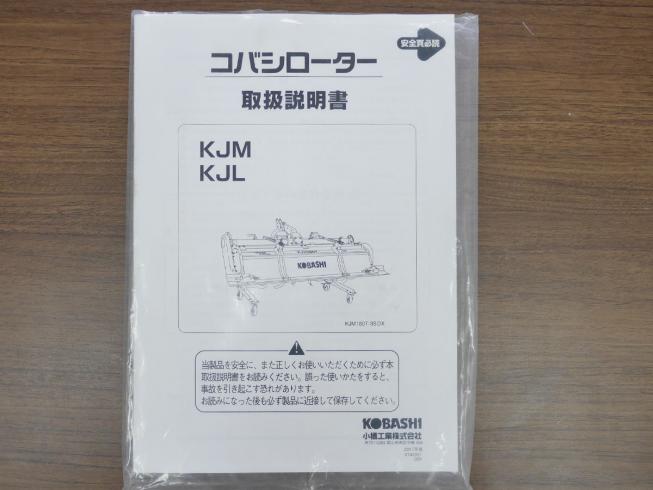 安全頁必読
コバシローター
取扱説明書
KJM
KJL
KOBASHI
当製品を安全に、また正しくお使いいただくために必ず本
取扱説明書をお読みください。誤った使いかたをすると、
事故を引き起こす恐れがあります。
お読みになった後も必ず製品に近接して保存してください。
KOBASHI
小橋工業株式会社